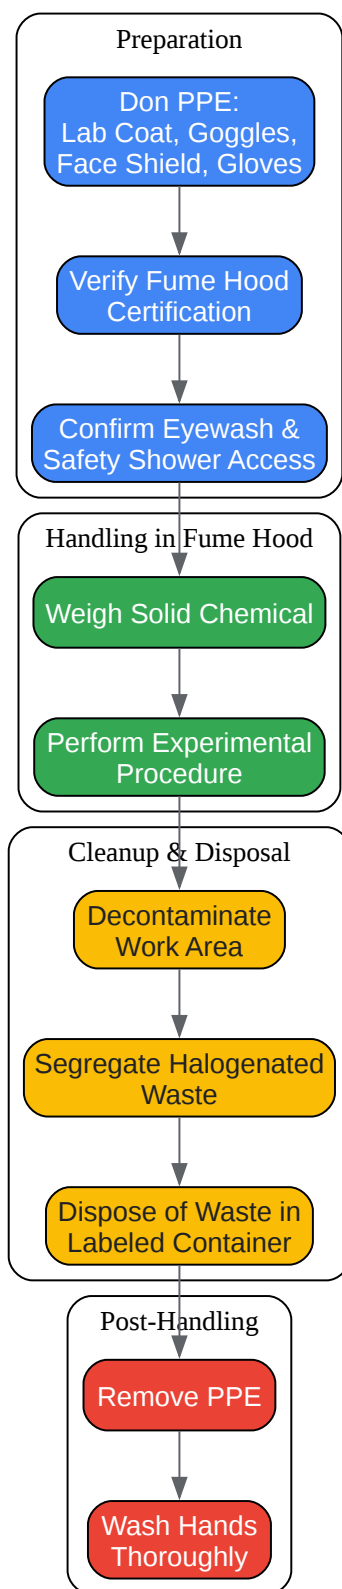 Preparation
Don PPE:
Lab Coat, Goggles,
Face Shield, Gloves
Verify Fume Hood
Certification
Confirm Eyewash &
Safety Shower Access
Handling in Fume Hood
Weigh Solid Chemical
Perform Experimental
Procedure
Cleanup & Disposal
Decontaminate
Work Area
Segregate Halogenated
Waste
Dispose of Waste in
Labeled Container
Post-Handling
Remove PPE
Wash Hands
Thoroughly